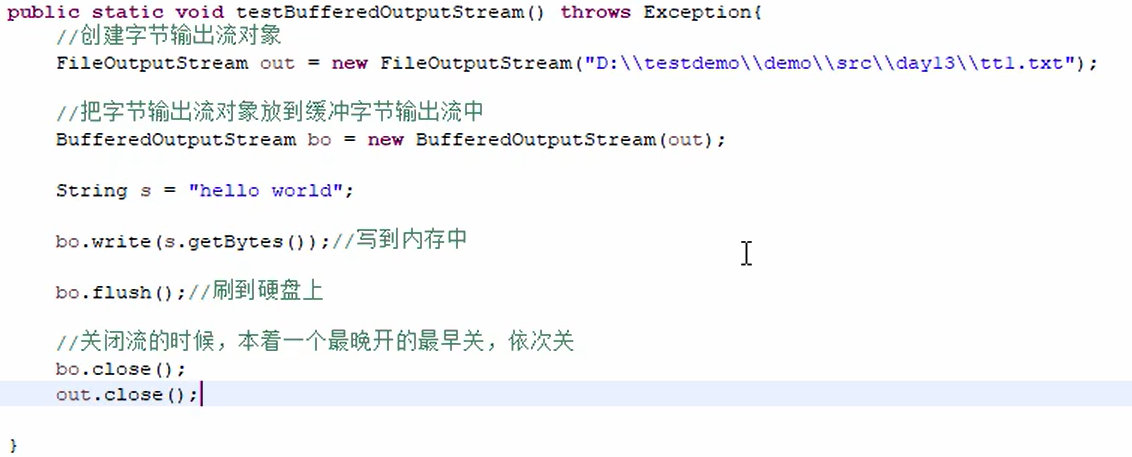 public static void testBufferedOutputStream() throws Exception{
//创建字节输出流对象
FileOutputStream out = new FileOutputStream("D:\\testdemo\\demo\\src\\day13\\tt1.txt");
//把字节输出流对象放到缓冲字节输出流中
BufferedOutputStream bo = new BufferedOutputStream(out);
String s = "hello world";
bo.write(s.getBytes());//写到内存中
bo.flush();//刷到硬盘上
//关闭流的时候，本着一个最晚开的最早关，依次关
bo.close();
out.close();
}